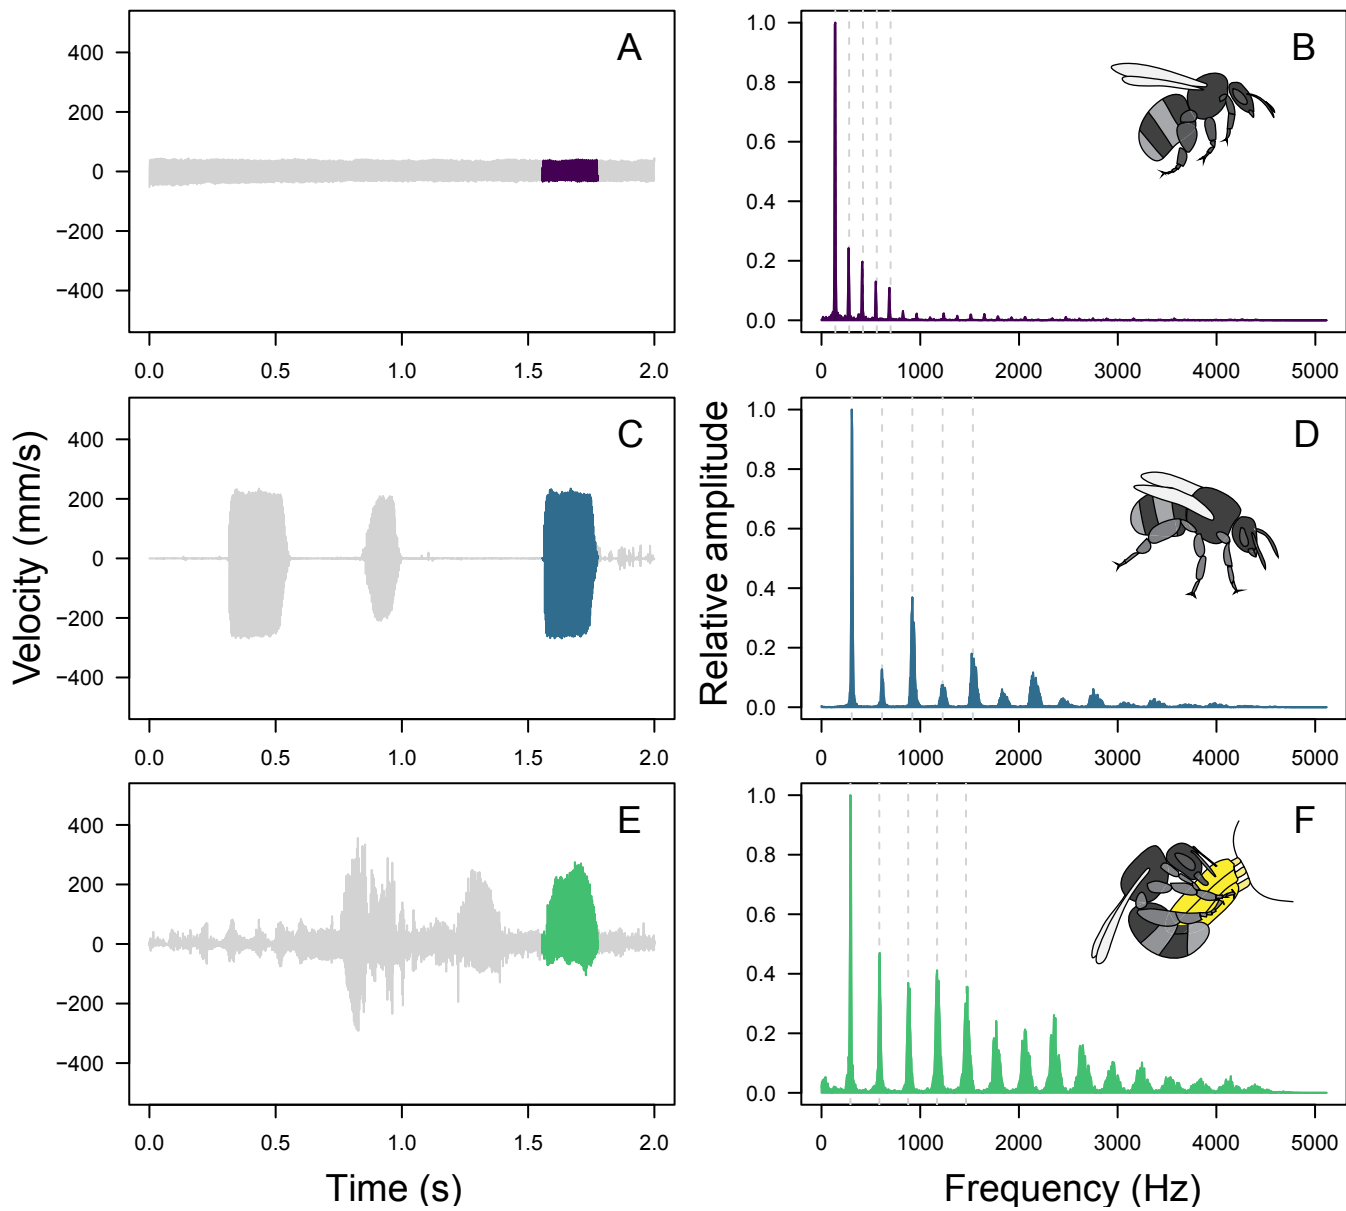 A
400
200
0
−200
−400
0.0 0.5 1.0 1.5 2.0
B
1.0
0.8
0.6
0.4
0.2
0.0
0 1000 2000 3000 4000 5000
C
400
200
0
−200
−400
0.0 0.5 1.0 1.5 2.0
Velocity (mm/s)
D
1.0
0.8
0.6
0.4
0.2
0.0
0 1000 2000 3000 4000 5000
Relative amplitude
E
400
200
0
−200
−400
0.0 0.5 1.0 1.5 2.0
Time (s)
F
1.0
0.8
0.6
0.4
0.2
0.0
0 1000 2000 3000 4000 5000
Frequency (Hz)